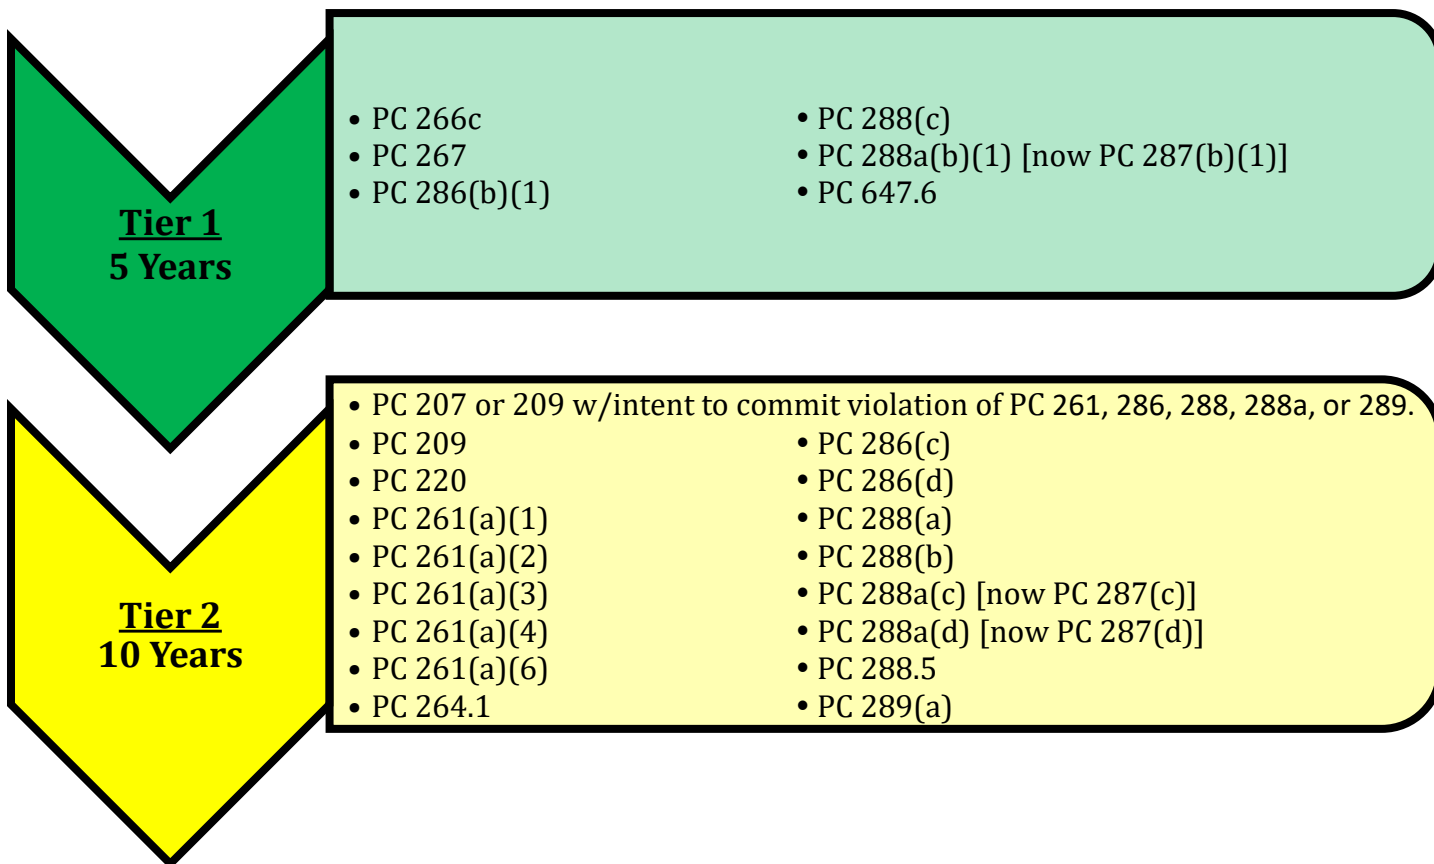 Tier 1
5 Years
• PC 266c
• PC 267
• PC 286(b)(1)
• PC 288(c)
• PC 288a(b)(1) [now PC 287(b)(1)]
• PC 647.6
Tier 2
10 Years
• PC 207 or 209 w/intent to commit violation of PC 261, 286, 288, 288a, or 289.
• PC 209
• PC 220
• PC 261(a)(1)
• PC 261(a)(2)
• PC 261(a)(3)
• PC 261(a)(4)
• PC 261(a)(6)
• PC 264.1
• PC 286(c)
• PC 286(d)
• PC 288(a)
• PC 288(b)
• PC 288a(c) [now PC 287(c)]
• PC 288a(d) [now PC 287(d)]
• PC 288.5
• PC 289(a)